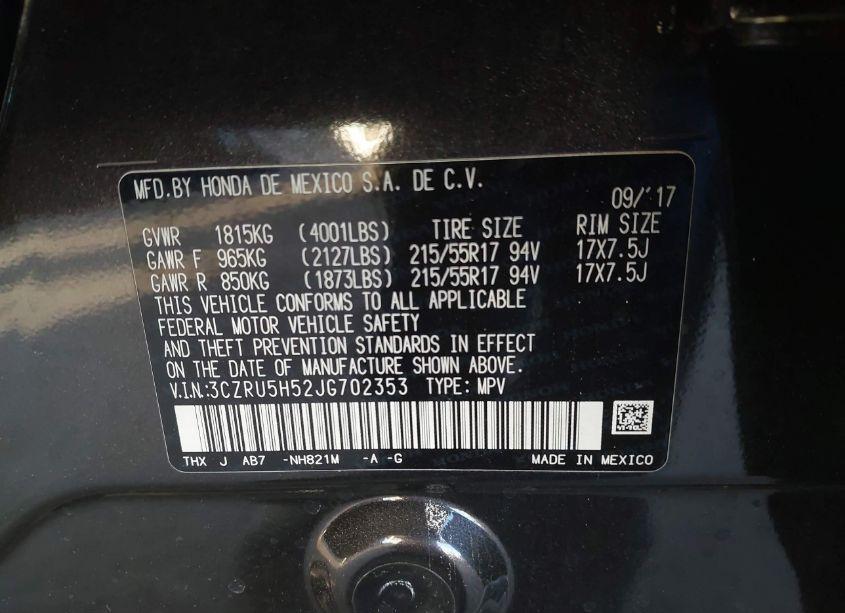 MFD.BY HONDA DE MEXICO S.A. DE C.V.
09/'17
GVWR 1815KG (4001LBS) TIRE SIZE RIM SIZE
GAWR F 965KG (2127LBS) 215/55R17 94V 17X7.5J
GAWR R 850KG (1873LBS) 215/55R17 94V 17X7.5J
THIS VEHICLE CONFORMS TO ALL APPLICABLE
FEDERAL MOTOR VEHICLE SAFETY
AND THEFT PREVENTION STANDARDS IN EFFECT
ON THE DATE OF MANUFACTURE SHOWN ABOVE.
V.I.N.:3CZRU5H52JG702353 TYPE: MPV
THX J AB7 -NH821M -A -G MADE IN MEXICO